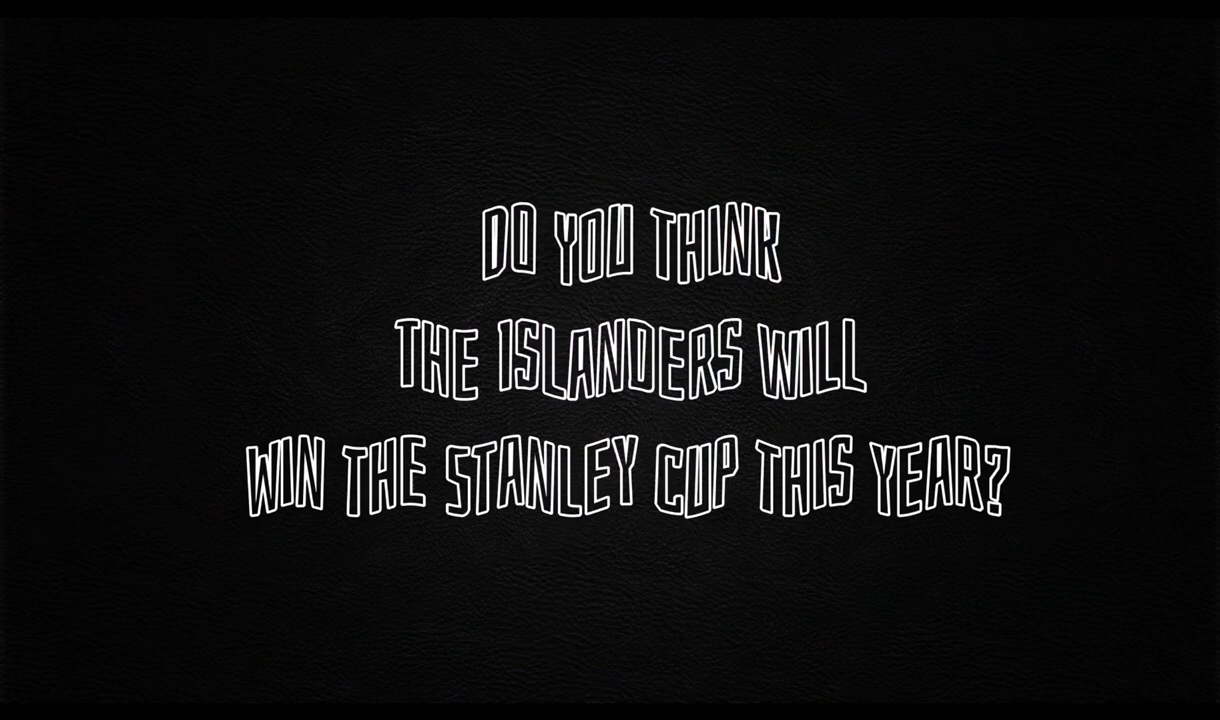 DO YOU THINK
THE ISLANDERS WILL
WIN THE STANLEY CUP THIS YEAR?